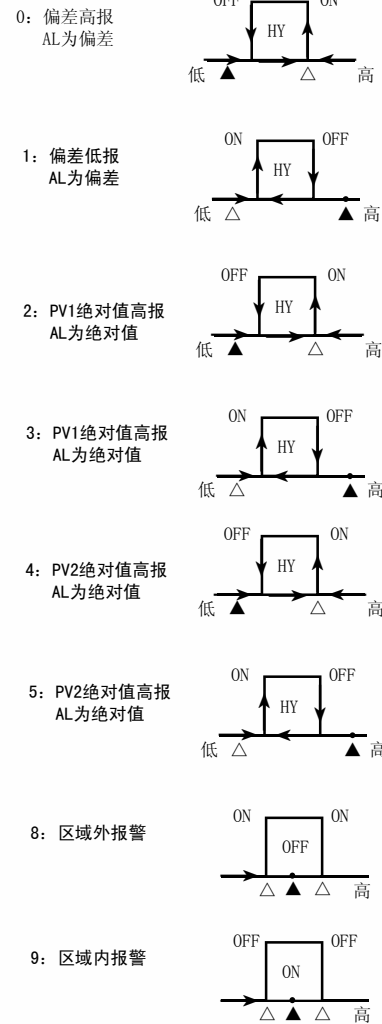 OFF ON
0: 偏差高报
AL为偏差
HY
低 ▲ △ 高
ON OFF
1: 偏差低报
AL为偏差
HY
低 △ ▲ 高
OFF ON
2: PV1绝对值高报
AL为绝对值
HY
低 ▲ △ 高
ON OFF
3: PV1绝对值高报
AL为绝对值
HY
低 △ ▲ 高
OFF ON
4: PV2绝对值高报
AL为绝对值
HY
低 ▲ △ 高
ON OFF
5: PV2绝对值高报
AL为绝对值
HY
低 △ ▲ 高
ON ON
8: 区域外报警
OFF
△ ▲ △ 高
OFF OFF
9: 区域内报警
ON
△ ▲ △ 高